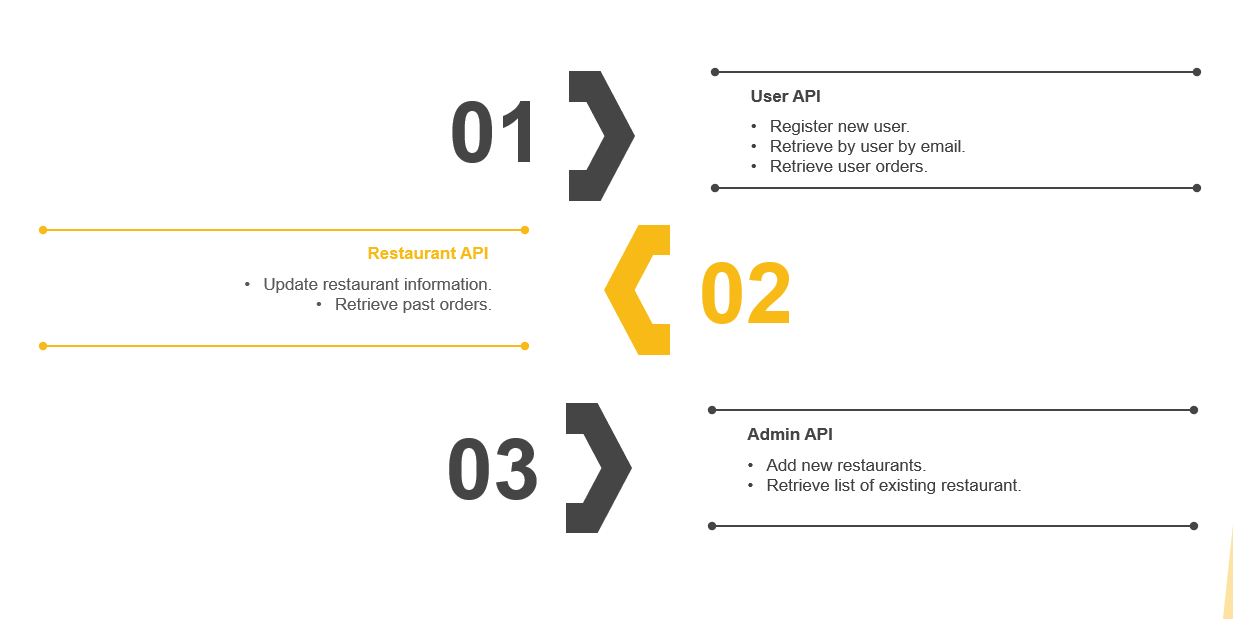 01
User API
• Register new user.
• Retrieve by user by email.
• Retrieve user orders.
Restaurant API
• Update restaurant information.
• Retrieve past orders.
02
03
Admin API
• Add new restaurants.
• Retrieve list of existing restaurant.